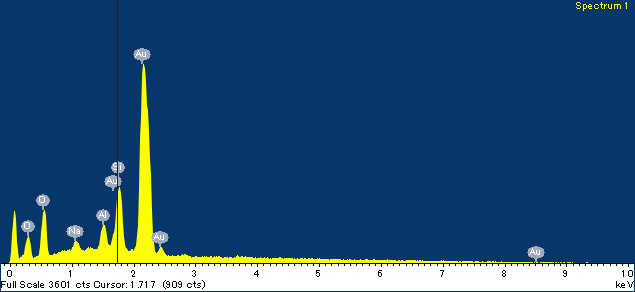 Spectrum 1
Au
Si
Au
O
C
Na
Al
Au
Au
0 1 2 3 4 5 6 7 8 9 10
Full Scale 3601 cts Cursor: 1.717 (909 cts) keV